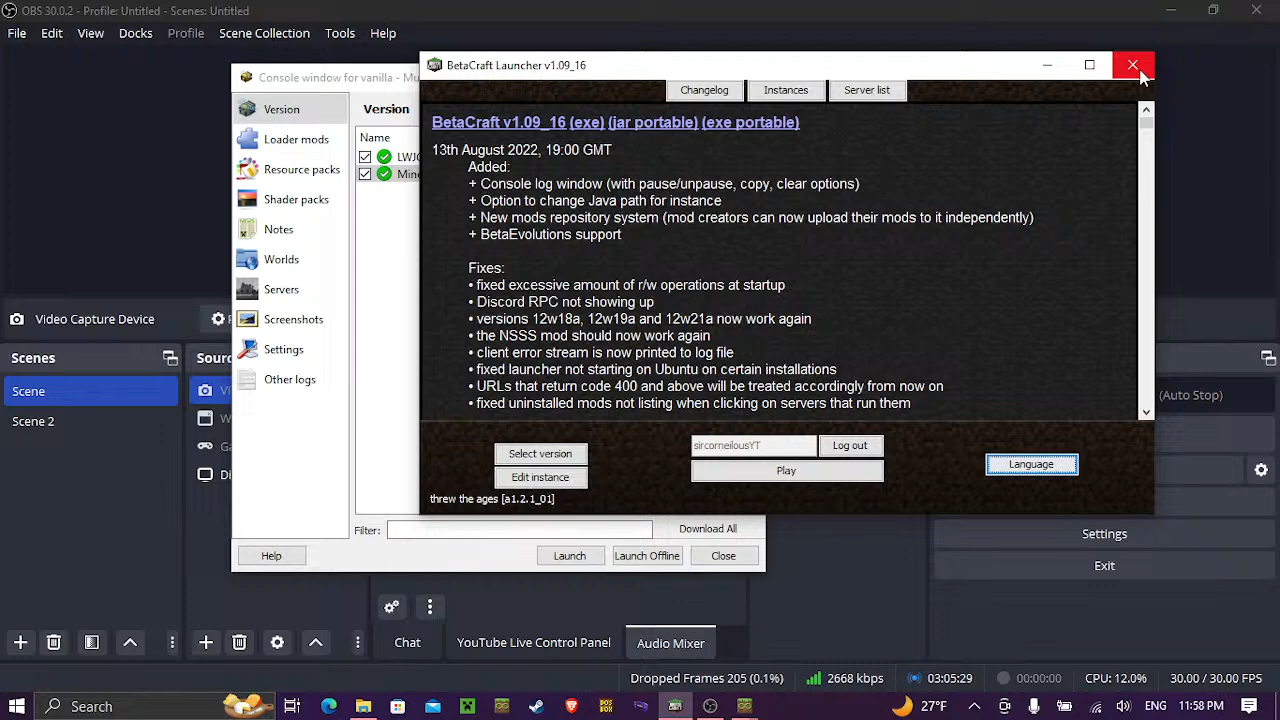 OBS 30.0.2 - Profile: Untitled - Scenes: Untitled
File Edit View Docks Profile Scene Collection Tools Help
Console window for vanilla - Mu
BetaCraft Launcher v1.09_16
Changelog Instances Server list
Version
Loader mods
Resource packs
Shader packs
Notes
Worlds
Servers
Screenshots
Settings
Other logs
Version
Name
LWJG
Mine
BetaCraft v1.09_16 (exe) (jar portable) (exe portable)
13th August 2022, 19:00 GMT
Added:
+ Console log window (with pause/unpause, copy, clear options)
+ Option to change Java path for instance
+ New mods repository system (mod creators can now upload their mods to it independently)
+ BetaEvolutions support
Fixes:
• fixed excessive amount of r/w operations at startup
• Discord RPC not showing up
• versions 12w18a, 12w19a and 12w21a now work again
• the NSSS mod should now work again
• client error stream is now printed to log file
• fixed launcher not starting on Ubuntu on certain installations
• URLs that return code 400 and above will be treated accordingly from now on
• fixed uninstalled mods not listing when clicking on servers that run them
Select version
Edit instance
threw the ages [a1.2.1_01]
sircorneilousYT Log out
Play
Language
Filter: Download All
Help Launch Launch Offline Close
Video Capture Device
Scenes
Scene
Scene 2
Sour
(Auto Stop)
Settings
Exit
Chat YouTube Live Control Panel Audio Mixer
Dropped Frames 205 (0.1%) 2668 kbps 03:05:29 00:00:00 CPU: 12.0% 30.00 / 30.00 FPS
Search
27°F
11:58 PM